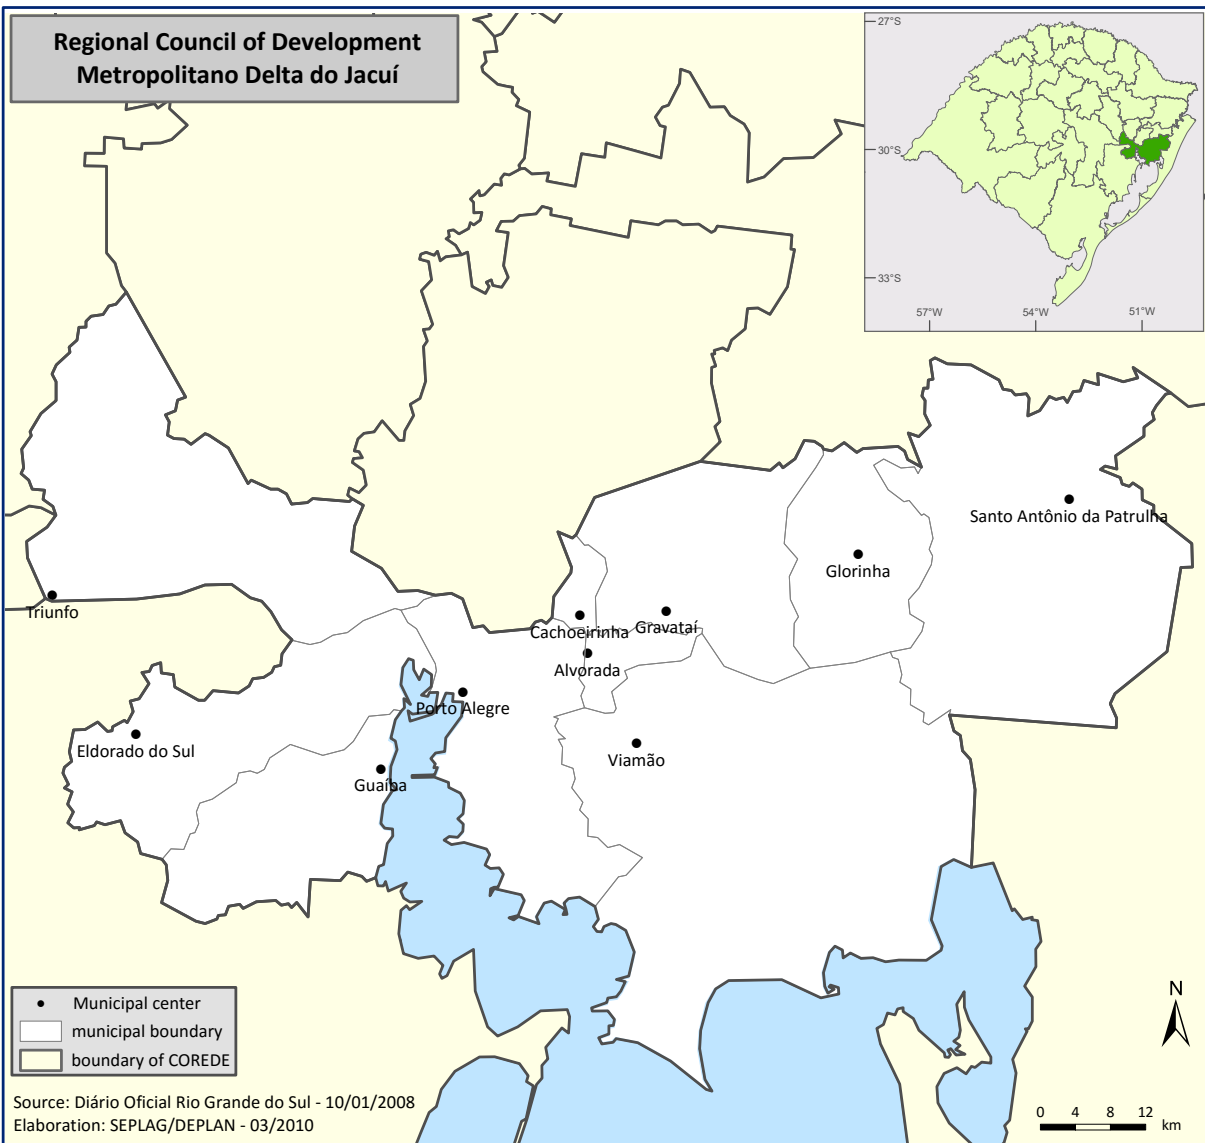 Regional Council of Development
Metropolitano Delta do Jacuí
27°S
30°S
33°S
57°W
54°W
51°W
Santo Antônio da Patrulha
Glorinha
Triunfo
Cachoeirinha
Gravataí
Alvorada
Porto Alegre
Eldorado do Sul
Viamão
Guaíba
Municipal center
municipal boundary
boundary of COREDE
N
Source: Diário Oficial Rio Grande do Sul - 10/01/2008
Elaboration: SEPLAG/DEPLAN - 03/2010
0 4 8 12
km